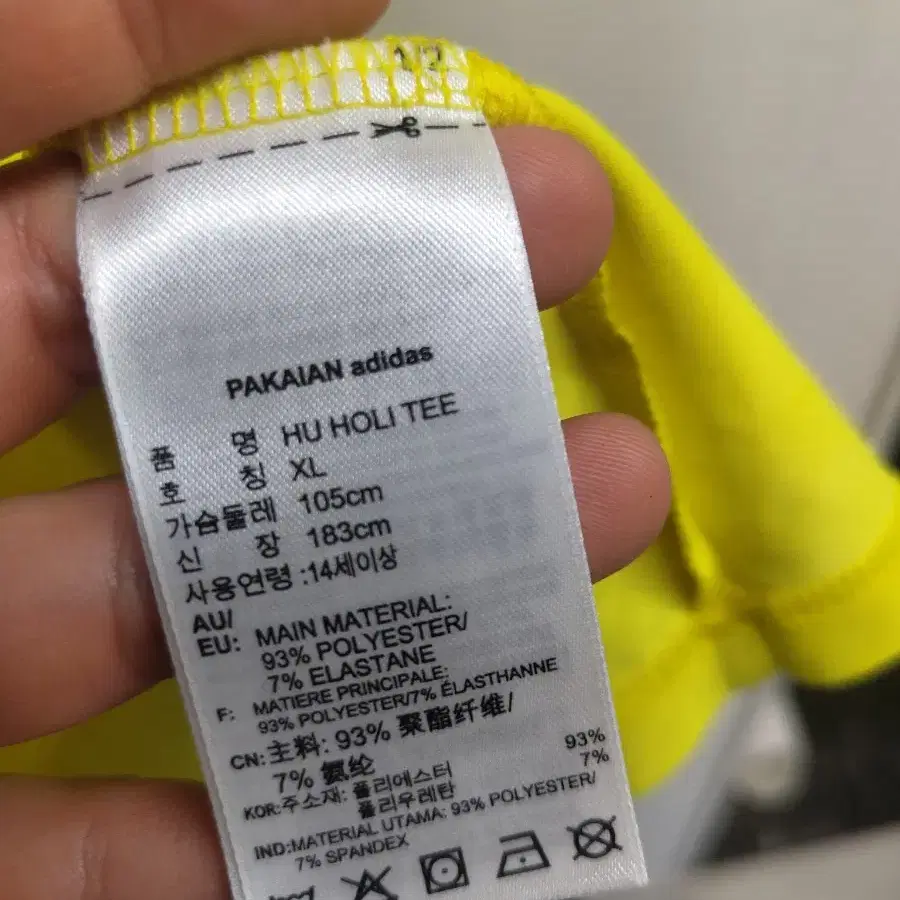 1/2
PAKAIAN adidas
품 명 HU HOLI TEE
호 칭 XL
가슴둘레 105cm
신 장 183cm
사용연령 :14세이상
AU/
EU: MAIN MATERIAL:
93% POLYESTER/
7% ELASTANE
F: MATIERE PRINCIPALE:
93% POLYESTER/7% ÉLASTHANNE
CN: 主料: 93% 聚酯纤维/
7% 氨纶
KOR:주소재: 폴리에스터 93%
폴리우레탄 7%
IND:MATERIAL UTAMA: 93% POLYESTER/
7% SPANDEX